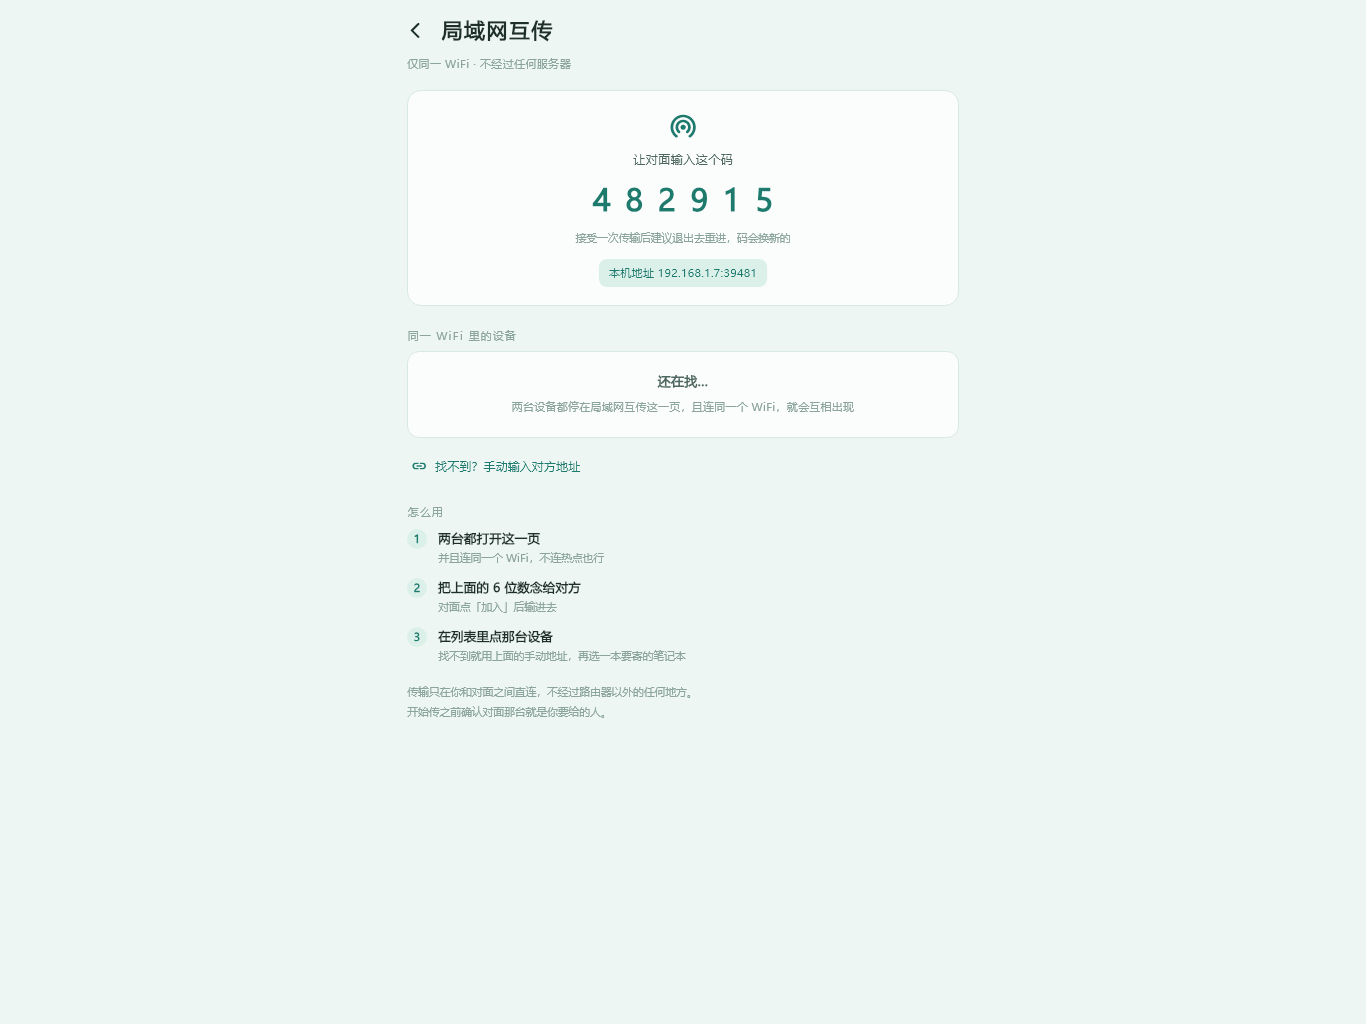 局域网互传
仅同一 WiFi · 不经过任何服务器
让对面输入这个码
4 8 2 9 1 5
接受一次传输后建议退出去重进，码会换新的
本机地址 192.168.1.7:39481
同一 WiFi 里的设备
还在找…
两台设备都停在局域网互传这一页，且连同一个 WiFi，就会互相出现
找不到？手动输入对方地址
怎么用
1 两台都打开这一页
并且连同一个 WiFi，不连热点也行
2 把上面的 6 位数念给对方
对面点「加入」后输进去
3 在列表里点那台设备
找不到就用上面的手动地址，再选一本要寄的笔记本
传输只在你和对面之间直连，不经过路由器以外的任何地方。
开始传之前确认对面那台就是你要给的人。